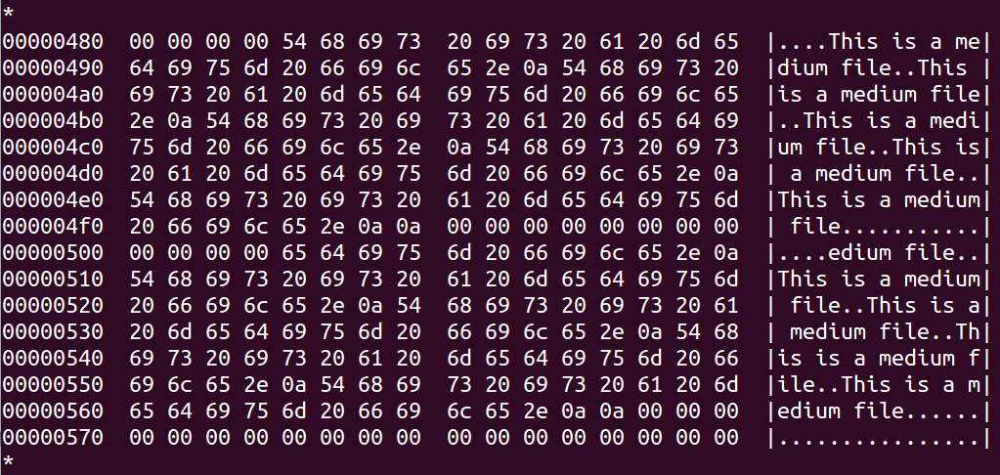 *
00000480  00 00 00 00 54 68 69 73  20 69 73 20 61 20 6d 65  |....This is a me|
00000490  64 69 75 6d 20 66 69 6c  65 2e 0a 54 68 69 73 20  |dium file..This |
000004a0  69 73 20 61 20 6d 65 64  69 75 6d 20 66 69 6c 65  |is a medium file|
000004b0  2e 0a 54 68 69 73 20 69  73 20 61 20 6d 65 64 69  |..This is a medi|
000004c0  75 6d 20 66 69 6c 65 2e  0a 54 68 69 73 20 69 73  |um file..This is|
000004d0  20 61 20 6d 65 64 69 75  6d 20 66 69 6c 65 2e 0a  | a medium file..|
000004e0  54 68 69 73 20 69 73 20  61 20 6d 65 64 69 75 6d  |This is a medium|
000004f0  20 66 69 6c 65 2e 0a 0a  00 00 00 00 00 00 00 00  | file...........|
00000500  00 00 00 00 65 64 69 75  6d 20 66 69 6c 65 2e 0a  |....edium file..|
00000510  54 68 69 73 20 69 73 20  61 20 6d 65 64 69 75 6d  |This is a medium|
00000520  20 66 69 6c 65 2e 0a 54  68 69 73 20 69 73 20 61  | file..This is a|
00000530  20 6d 65 64 69 75 6d 20  66 69 6c 65 2e 0a 54 68  | medium file..Th|
00000540  69 73 20 69 73 20 61 20  6d 65 64 69 75 6d 20 66  |is is a medium f|
00000550  69 6c 65 2e 0a 54 68 69  73 20 69 73 20 61 20 6d  |ile..This is a m|
00000560  65 64 69 75 6d 20 66 69  6c 65 2e 0a 0a 00 00 00  |edium file......|
00000570  00 00 00 00 00 00 00 00  00 00 00 00 00 00 00 00  |................|
*